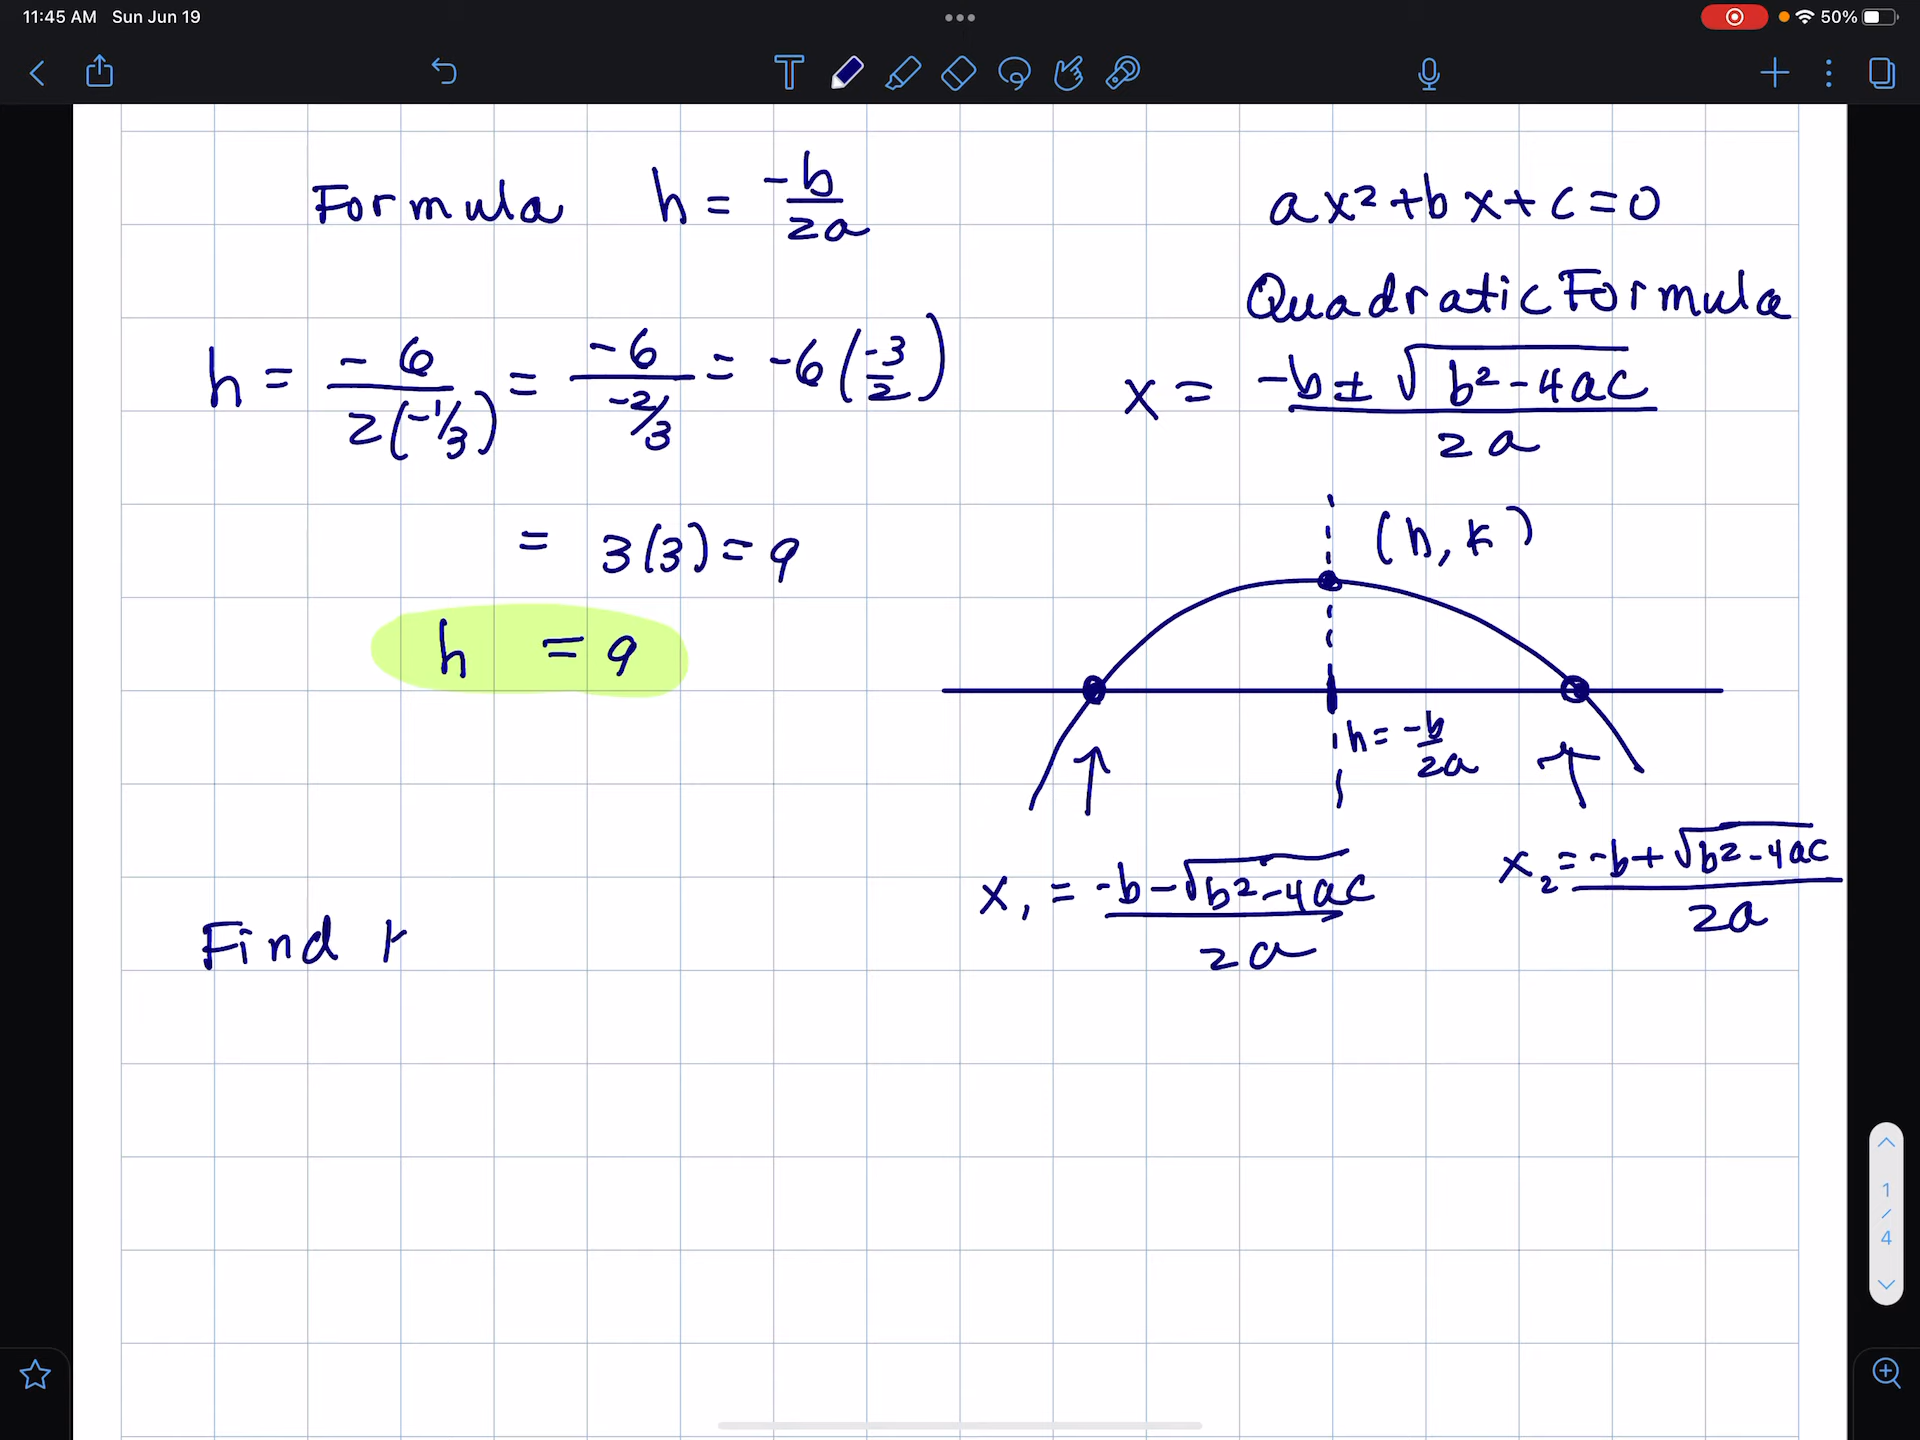 11:45 AM Sun Jun 19
50%
Formula h = -b/2a
ax²+bx+c=0
Quadratic Formula
h = -6/2(-1/3) = -6/(-2/3) = -6(-3/2)
x = -b±√(b²-4ac)/2a
= 3(3) = 9
(h, k)
h = 9
h = -b/2a
x₁ = -b-√(b²-4ac)/2a
x₂ = -b+√(b²-4ac)/2a
Find
1
/
4